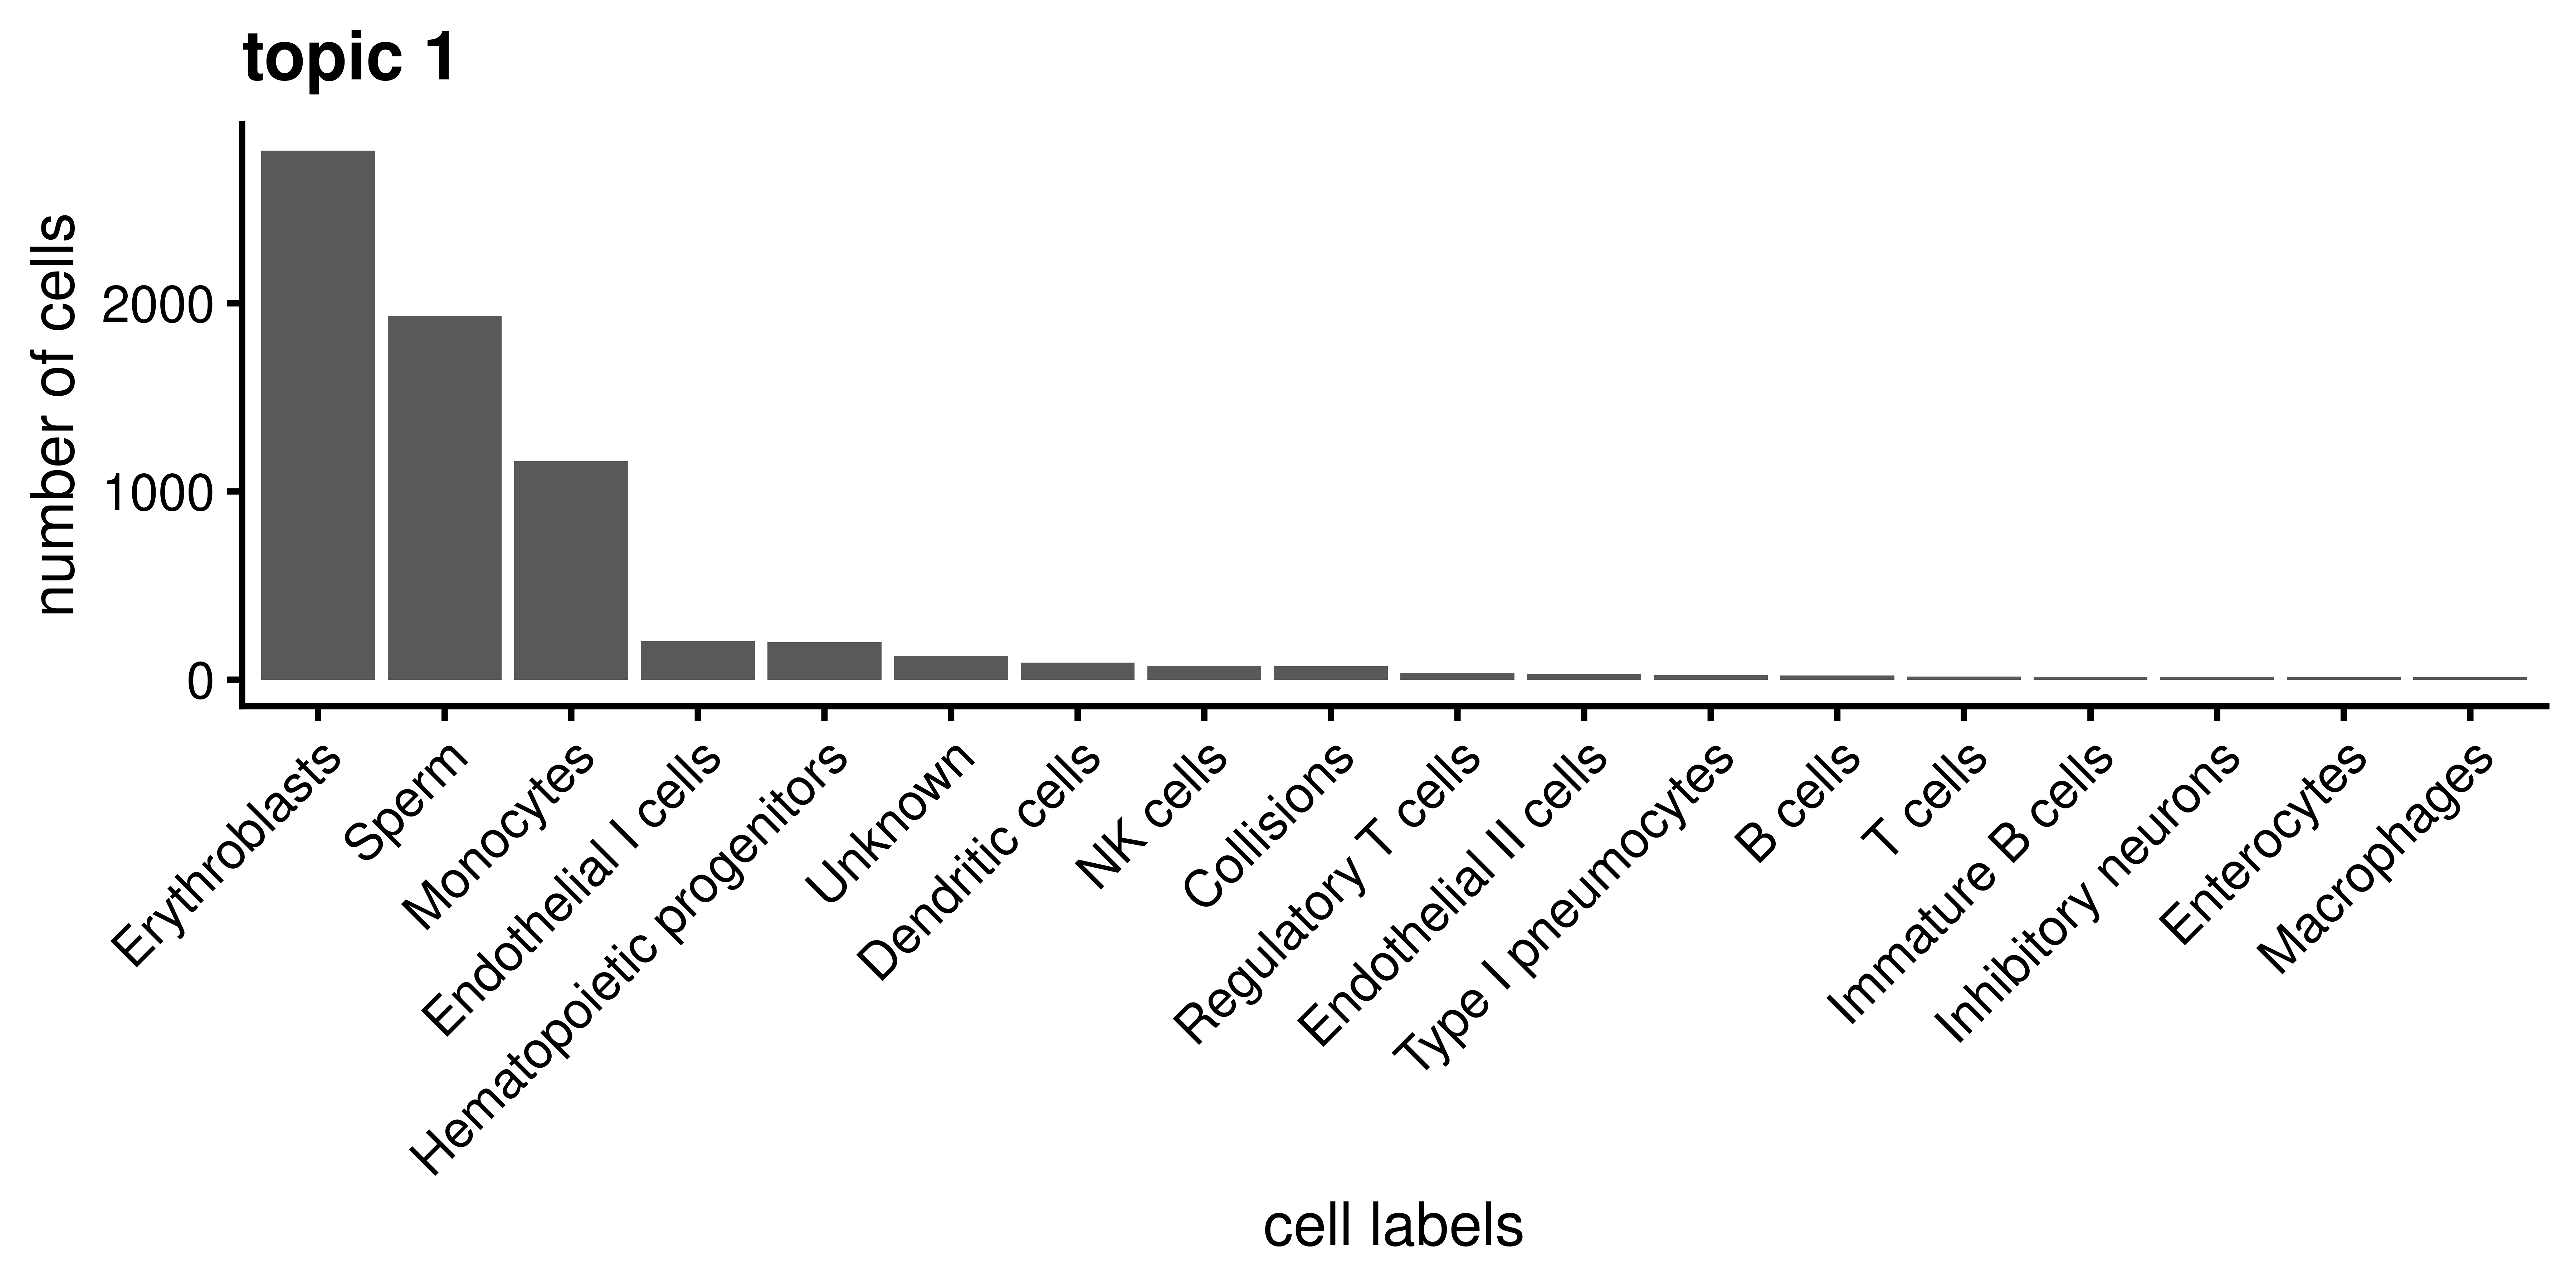 topic 1
number of cells
2000
1000
0
Erythroblasts
Sperm
Monocytes
Endothelial I cells
Hematopoietic progenitors
Unknown
Dendritic cells
NK cells
Collisions
Regulatory T cells
Endothelial II cells
Type I pneumocytes
B cells
T cells
Immature B cells
Inhibitory neurons
Enterocytes
Macrophages
cell labels